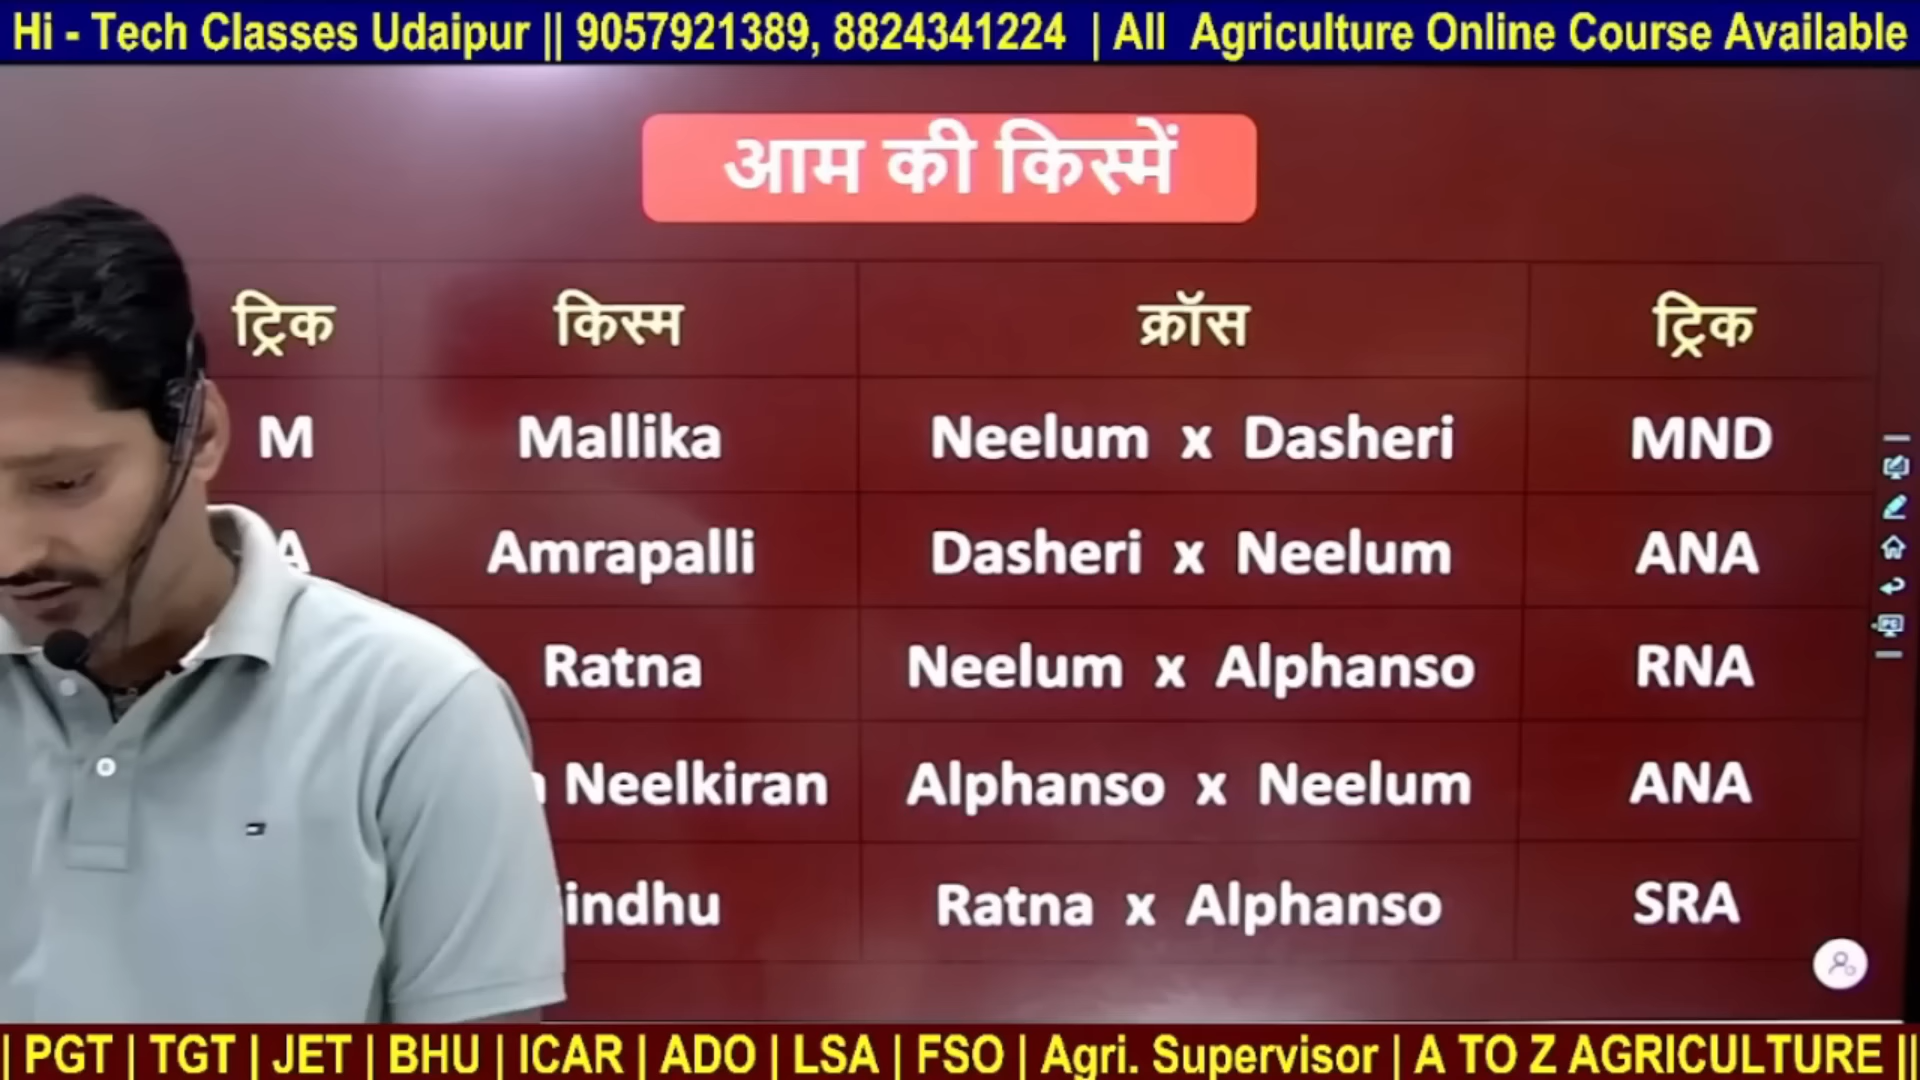 Hi - Tech Classes Udaipur || 9057921389, 8824341224 | All Agriculture Online Course Available
आम की किस्में
ट्रिक किस्म क्रॉस ट्रिक
M Mallika Neelum x Dasheri MND
A Amrapalli Dasheri x Neelum ANA
Ratna Neelum x Alphanso RNA
Neelkiran Alphanso x Neelum ANA
indhu Ratna x Alphanso SRA
| PGT | TGT | JET | BHU | ICAR | ADO | LSA | FSO | Agri. Supervisor | A TO Z AGRICULTURE ||